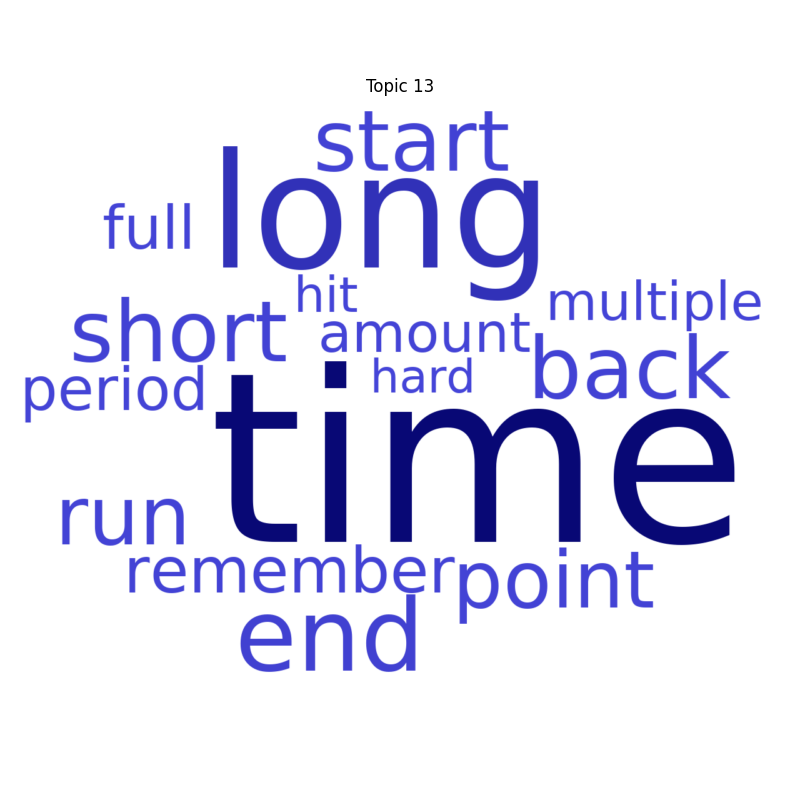 Topic 13
start
long
full
hit
multiple
short
amount
back
period
hard
time
run
remember
point
end